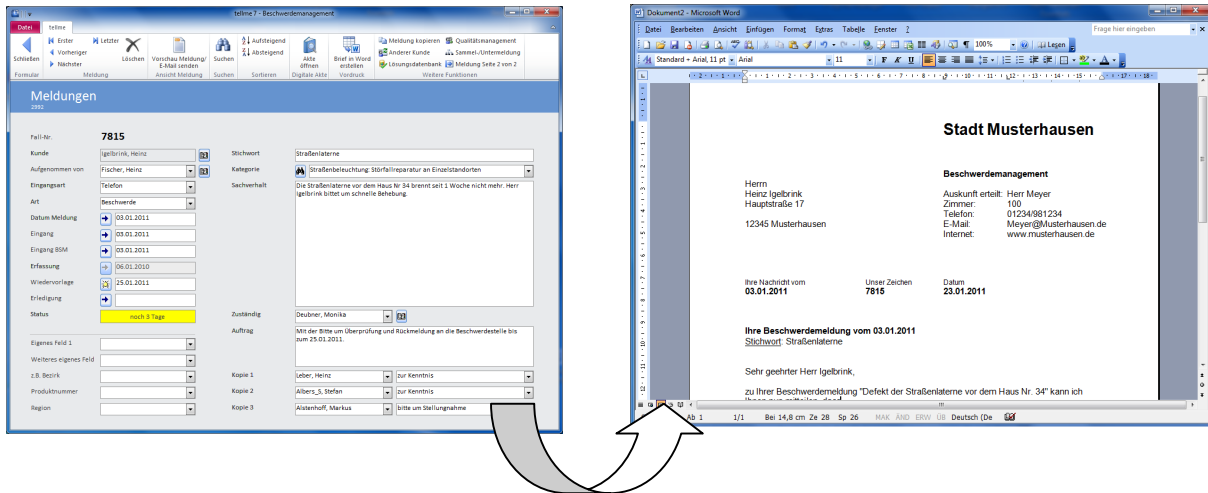 tellme 7 - Beschwerdemanagement
Datei tellme
Schließen
Erster
Vorheriger
Nächster
Letzter
Löschen
Vorschau Meldung/
E-Mail senden
Suchen
Aufsteigend
Absteigend
Akte
öffnen
Brief in Word
erstellen
Meldung kopieren
Anderer Kunde
Lösungsdatenbank
Qualitätsmanagement
Sammel-/Untermeldung
Meldung Seite 2 von 2
Formular Meldung Ansicht Meldung Suchen Sortieren Digitale Akte Vordruck Weitere Funktionen
Meldungen
Fall-Nr. 7815
Kunde Igelbrink, Heinz
Aufgenommen von Fischer, Heinz
Eingangsart Telefon
Art Beschwerde
Datum Meldung 03.01.2011
Eingang 03.01.2011
Eingang BSM 03.01.2011
Erfassung 06.01.2010
Wiedervorlage 25.01.2011
Erledigung
Status noch 3 Tage
Eigenes Feld 1
Weiteres eigenes Feld
z.B. Bezirk
Produktnummer
Region
Stichwort Straßenlaterne
Kategorie Straßenbeleuchtung: Störfallreparatur an Einzelstandorten
Sachverhalt Die Straßenlaterne vor dem Haus Nr 34 brennt seit 1 Woche nicht mehr. Herr
Igelbrink bittet um schnelle Behebung.
Zuständig Deubner, Monika
Auftrag Mit der Bitte um Überprüfung und Rückmeldung an die Beschwerdestelle bis
zum 25.01.2011.
Kopie 1 Leber, Heinz zur Kenntnis
Kopie 2 Albers_S, Stefan zur Kenntnis
Kopie 3 Alstenhoff, Markus bitte um Stellungnahme
Dokument2 - Microsoft Word
Datei Bearbeiten Ansicht Einfügen Format Extras Tabelle Fenster ? Frage hier eingeben
100% Lesen
Standard + Arial, 11 pt Arial 11 F K U
Stadt Musterhausen
Beschwerdemanagement
Herrn
Heinz Igelbrink
Hauptstraße 17
12345 Musterhausen
Auskunft erteilt: Herr Meyer
Zimmer: 100
Telefon: 01234/981234
E-Mail: Meyer@Musterhausen.de
Internet: www.musterhausen.de
Ihre Nachricht vom Unser Zeichen Datum
03.01.2011 7815 23.01.2011
Ihre Beschwerdemeldung vom 03.01.2011
Stichwort: Straßenlaterne
Sehr geehrter Herr Igelbrink,
zu Ihrer Beschwerdemeldung "Defekt der Straßenlaterne vor dem Haus Nr. 34" kann ich
Ab 1 1/1 Bei 14,8 cm Ze 28 Sp 26 MAK ÄND ERW ÜB Deutsch (De